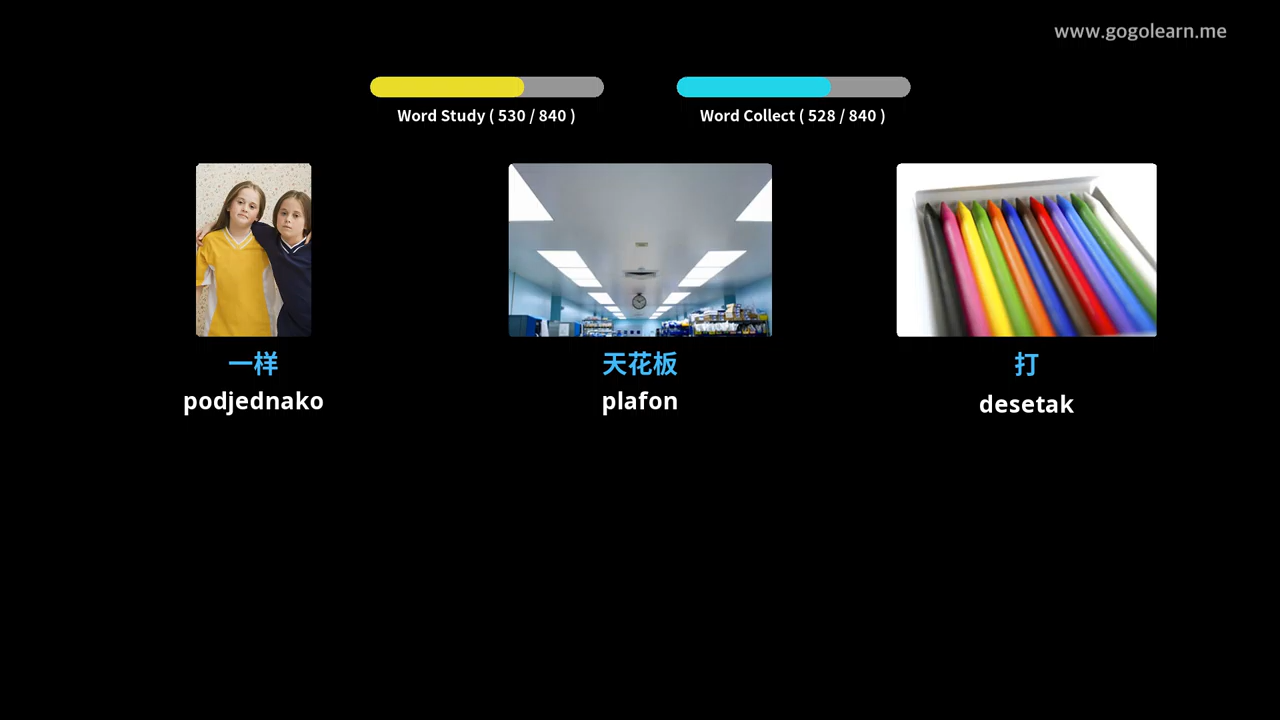 www.gogolearn.me
Word Study ( 530 / 840 )
Word Collect ( 528 / 840 )
一样
天花板
打
podjednako
plafon
desetak